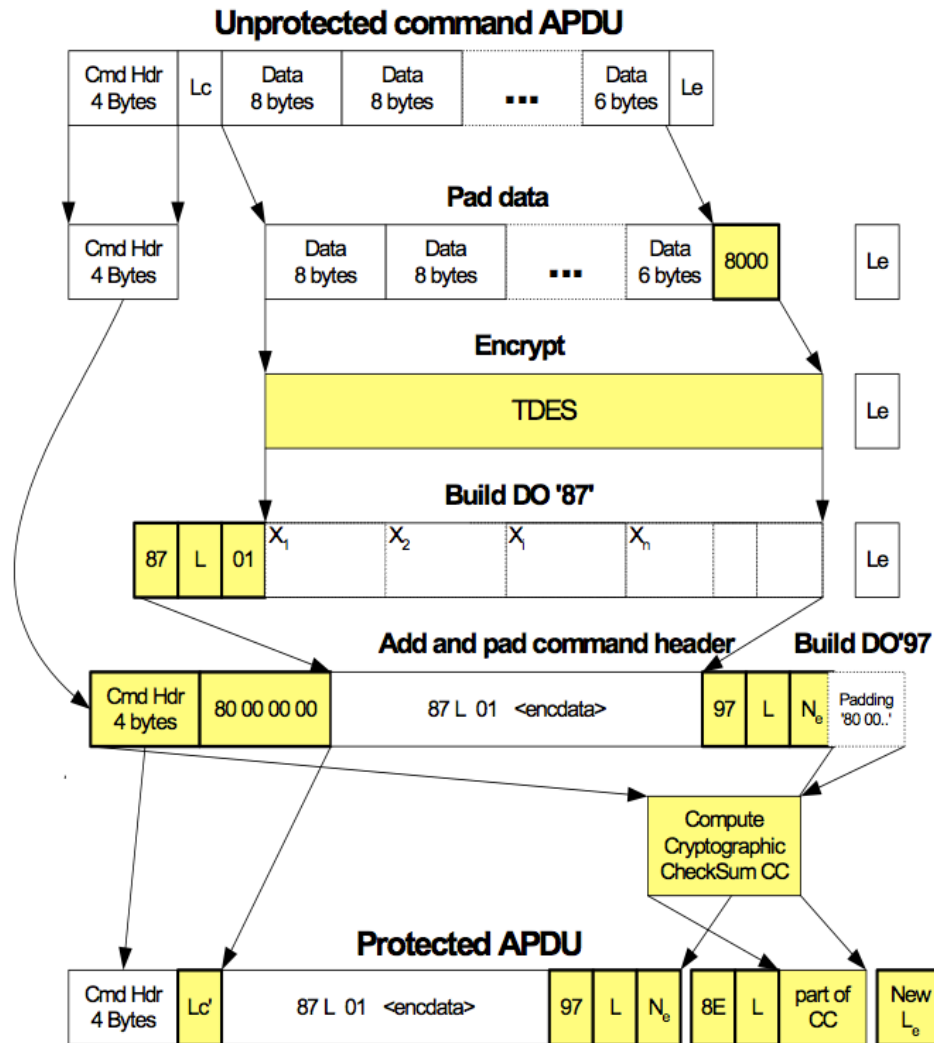 Unprotected command APDU
Cmd Hdr
4 Bytes
Lc
Data
8 bytes
Data
8 bytes
...
Data
6 bytes
Le
Pad data
Cmd Hdr
4 Bytes
Data
8 bytes
Data
8 bytes
...
Data
6 bytes
8000
Le
Encrypt
TDES
Le
Build DO '87'
87
L
01
X1
X2
Xi
Xn
Le
Add and pad command header
Build DO'97
Cmd Hdr
4 bytes
80 00 00 00
87 L 01 <encdata>
97
L
Ne
Padding
'80 00..'
Compute
Cryptographic
CheckSum CC
Protected APDU
Cmd Hdr
4 Bytes
Lc'
87 L 01 <encdata>
97
L
Ne
8E
L
part of
CC
New
Le